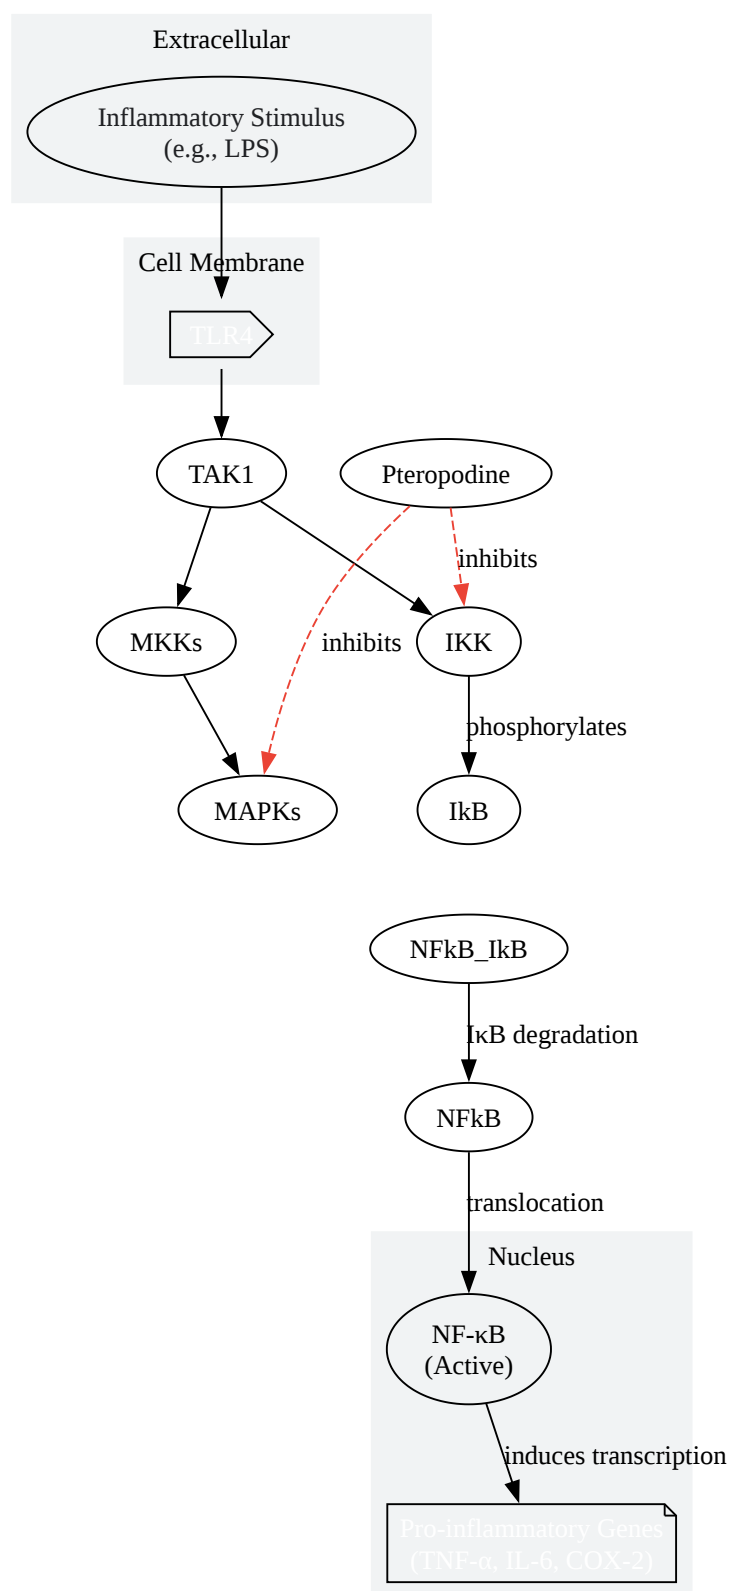 Extracellular
Inflammatory Stimulus
(e.g., LPS)
Cell Membrane
TLR4
TAK1
Pteropodine
inhibits
MKKs
inhibits
IKK
phosphorylates
MAPKs
IkB
NFkB_IkB
IκB degradation
NFkB
translocation
Nucleus
NF-κB
(Active)
induces transcription
Pro-inflammatory Genes
(TNF-α, IL-6, COX-2)